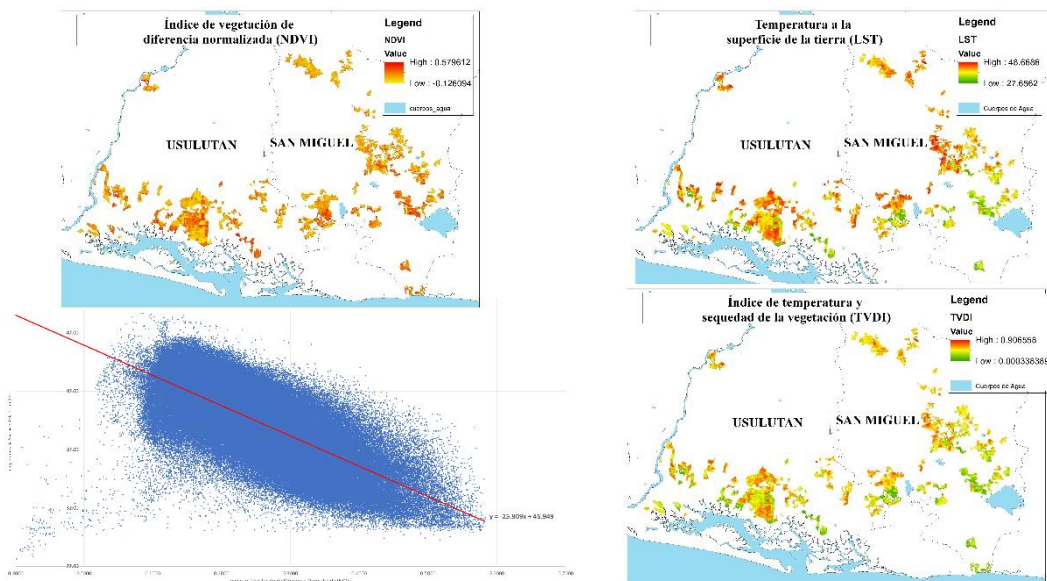 Índice de vegetación de
diferencia normalizada (NDVI)
Legend
NDVI
Value
High : 0.579612
Low : -0.126094
cuerpos_agua
USULUTAN
SAN MIGUEL
Temperatura a la
superficie de la tierra (LST)
Legend
LST
Value
High : 48.6686
Low : 27.6562
Cuerpos de Agua
USULUTAN
SAN MIGUEL
y = -25.809x + 45.949
Índice de temperatura y
sequedad de la vegetación (TVDI)
Legend
TVDI
Value
High : 0.906558
Low : 0.000338389
Cuerpos de Agua
USULUTAN
SAN MIGUEL